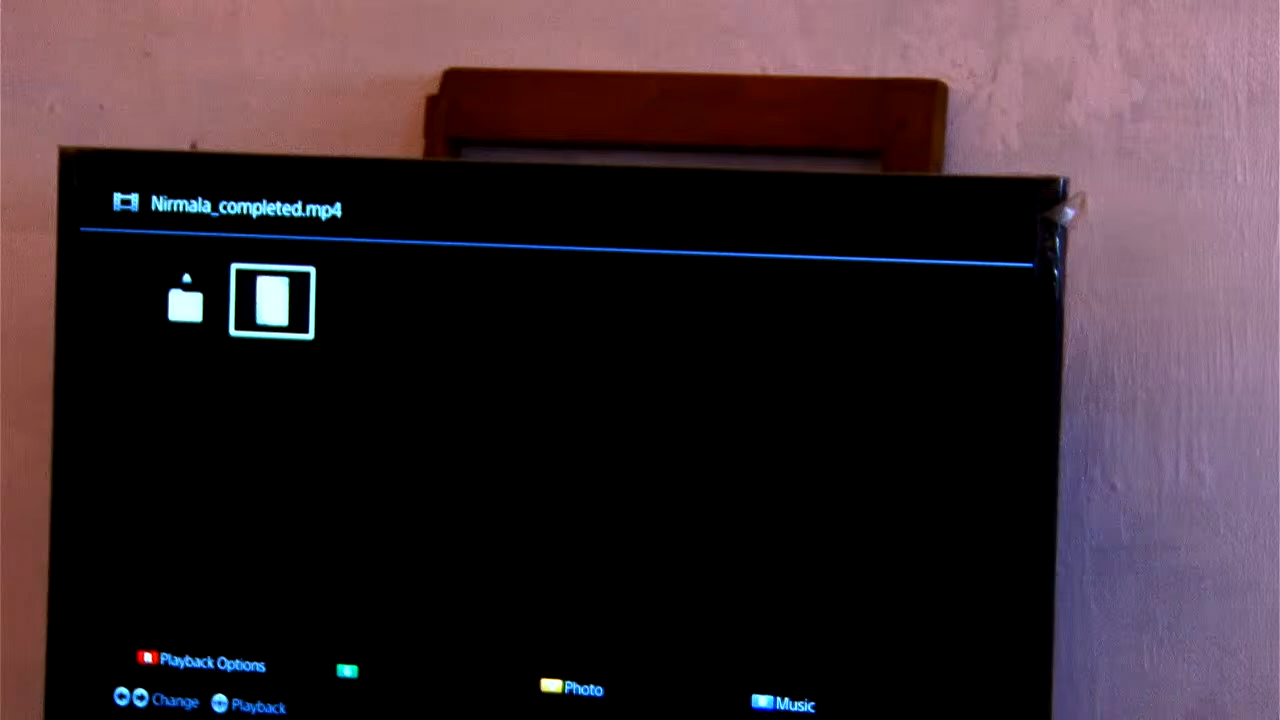 Nirmala_completed.mp4
Playback Options
Photo
Music
Change Playback